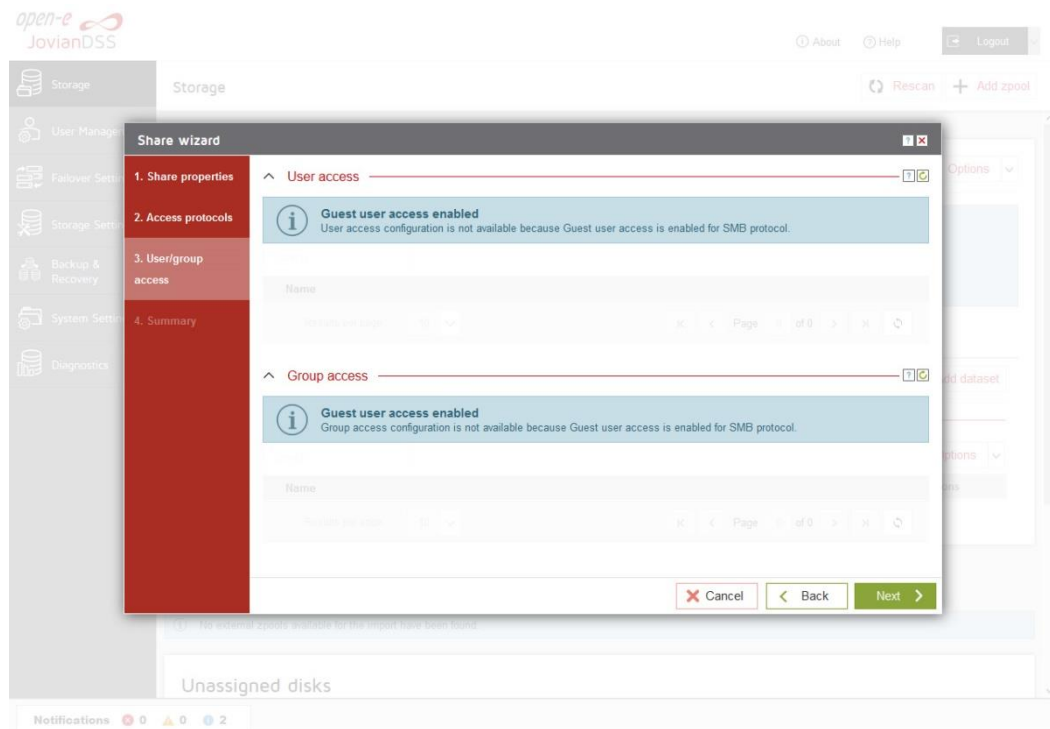 open-e
JovianDSS
About
Help
Logout
Storage
Storage
Rescan
Add zpool
User Manage
Share wizard
Failover Settin
1. Share properties
User access
Options
2. Access protocols
Guest user access enabled
User access configuration is not available because Guest user access is enabled for SMB protocol.
Storage Settin
3. User/group
access
Backup &
Recovery
Name
System Settin
4. Summary
Page of 0
Diagnostics
Group access
dd dataset
Guest user access enabled
Group access configuration is not available because Guest user access is enabled for SMB protocol.
ptions
Name
ons
Page of 0
Cancel
Back
Next
No external zpools available for the import have been found.
Unassigned disks
Notifications 0 0 2